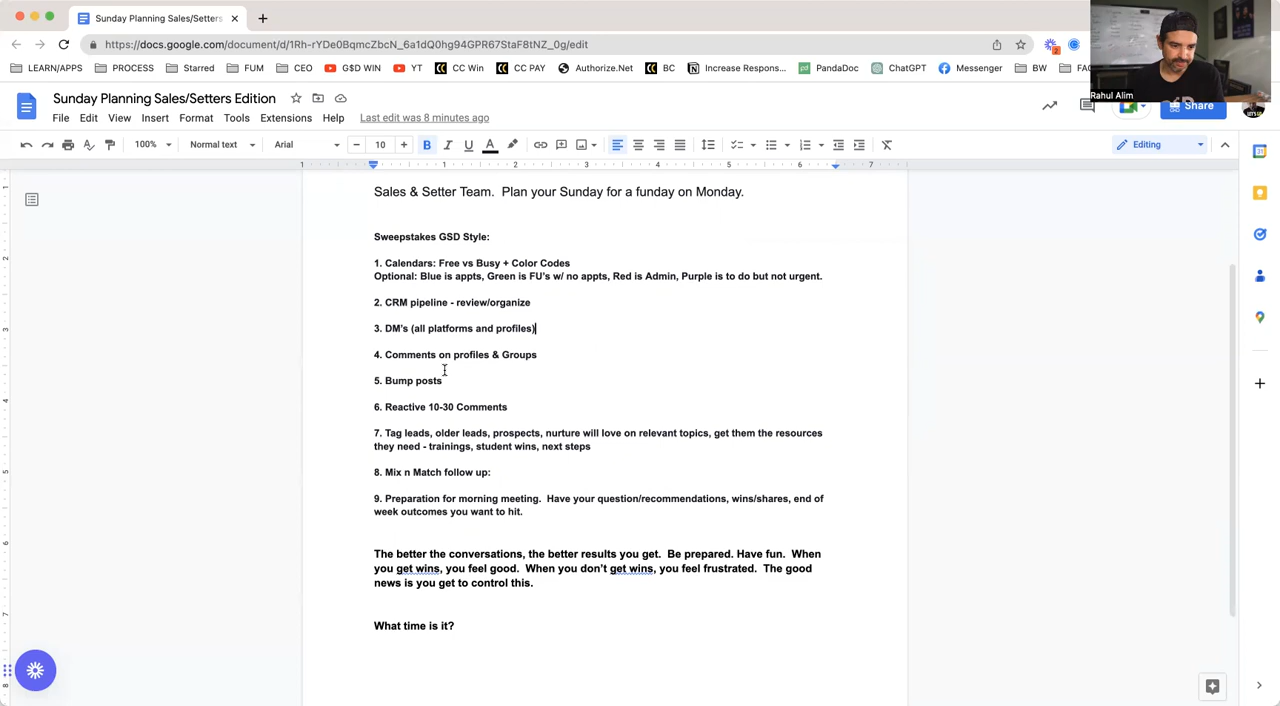 Sunday Planning Sales/Setters
https://docs.google.com/document/d/1Rh-rYDe0BqmcZbcN_6a1dQ0hg94GPR67StaF8tNZ_0g/edit
LEARN/APPS PROCESS Starred FUM CEO G$D WIN YT CC WD CC PAY Authorize.Net BC Increase Respons... PandaDoc ChatGPT Messenger BW
Rahul Alim
Sunday Planning Sales/Setters Edition
Share
File Edit View Insert Format Tools Extensions Help Last edit was 8 minutes ago
100% Normal text Arial 10 B I U A Editing
1 1 2 3 4 5 6 7
Sales & Setter Team. Plan your Sunday for a funday on Monday.
Sweepstakes GSD Style:
1. Calendars: Free vs Busy + Color Codes
Optional: Blue is appts, Green is FU's w/ no appts, Red is Admin, Purple is to do but not urgent.
2. CRM pipeline - review/organize
3. DM's (all platforms and profiles)
4. Comments on profiles & Groups
5. Bump posts
6. Reactive 10-30 Comments
7. Tag leads, older leads, prospects, nurture will love on relevant topics, get them the resources
they need - trainings, student wins, next steps
8. Mix n Match follow up:
9. Preparation for morning meeting. Have your question/recommendations, wins/shares, end of
week outcomes you want to hit.
The better the conversations, the better results you get. Be prepared. Have fun. When
you get wins, you feel good. When you don't get wins, you feel frustrated. The good
news is you get to control this.
What time is it?